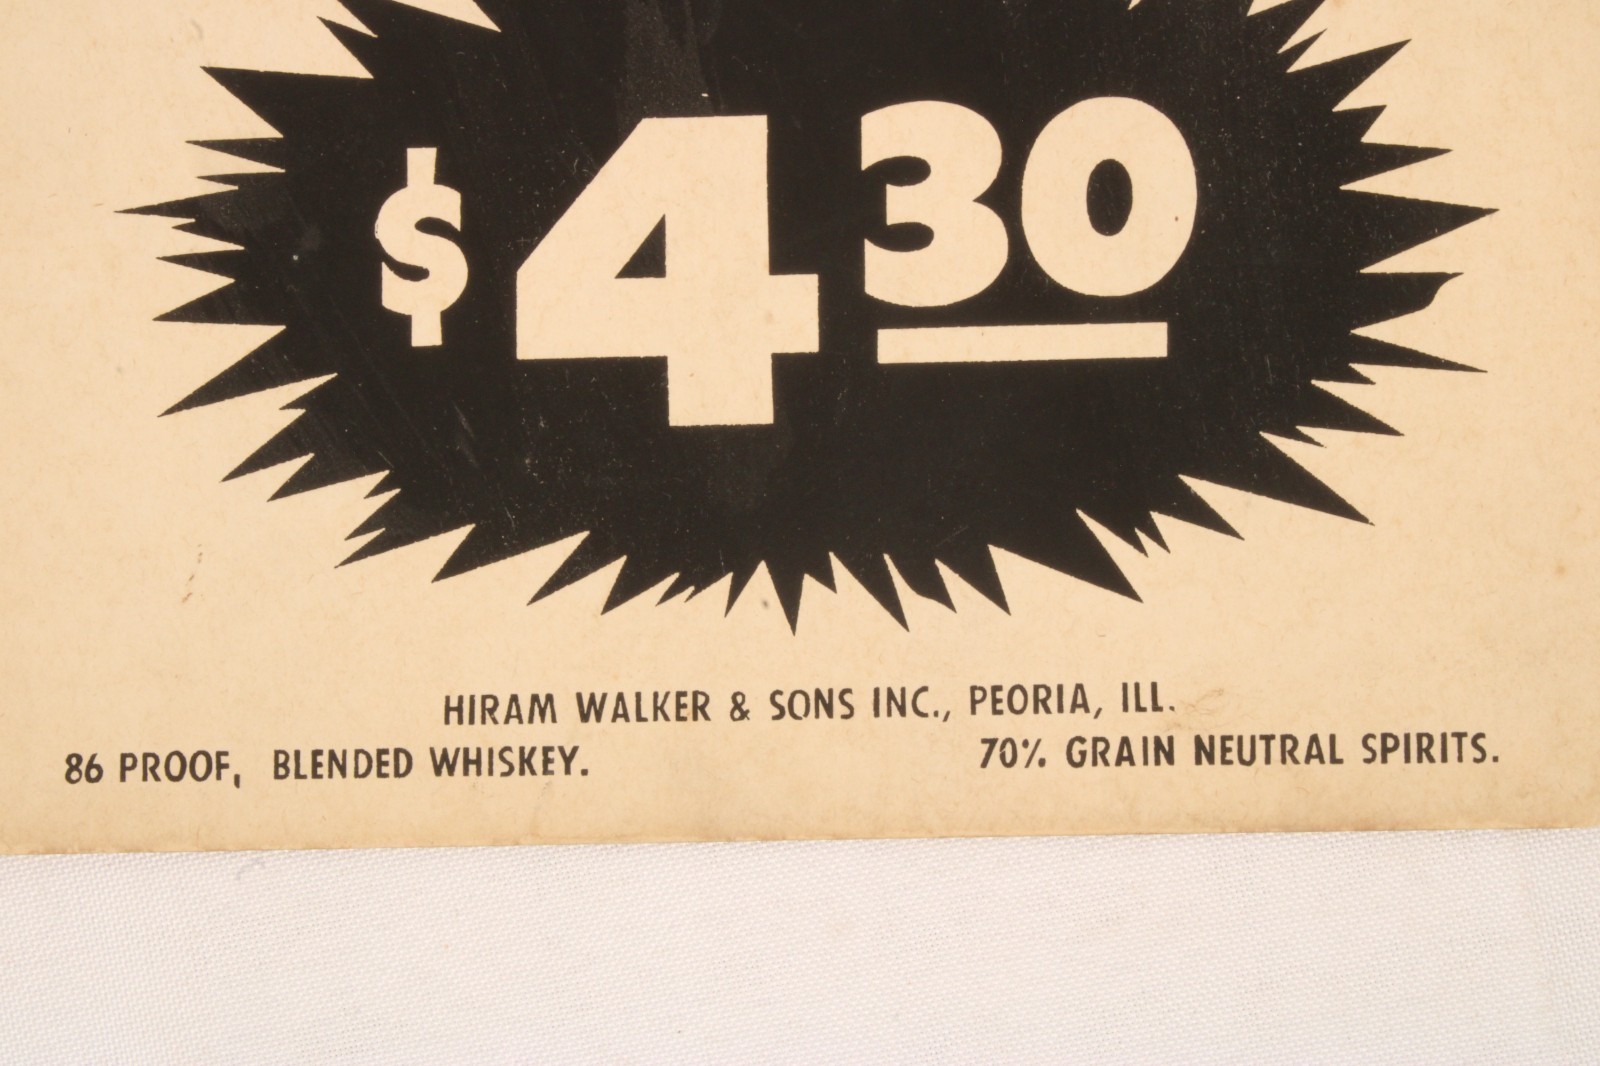 $4 30
HIRAM WALKER & SONS INC., PEORIA, ILL.
86 PROOF, BLENDED WHISKEY. 70% GRAIN NEUTRAL SPIRITS.